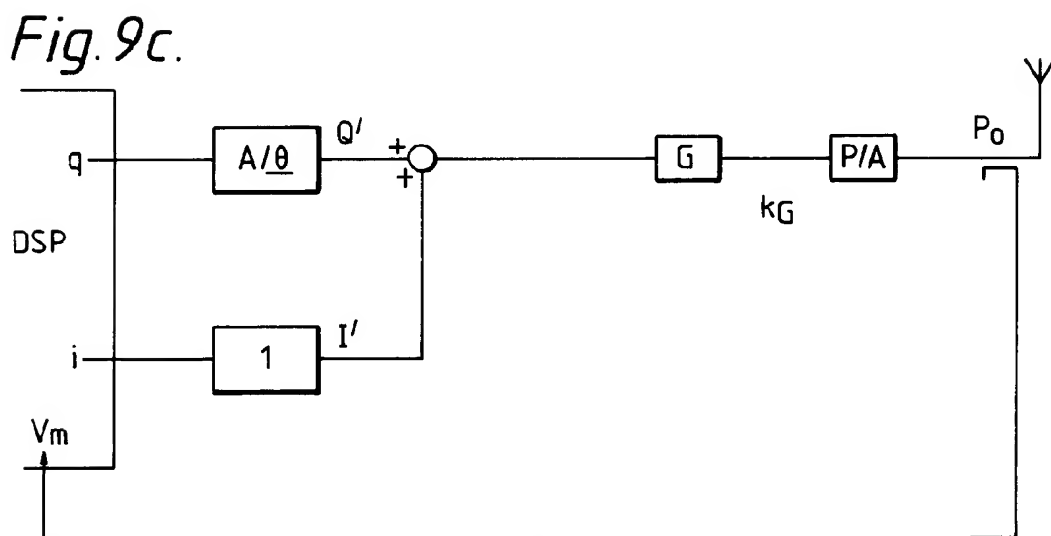 Fig. 9c.
q
A/θ
Q'
+
+
G
kG
P/A
Po
DSP
i
1
I'
Vm